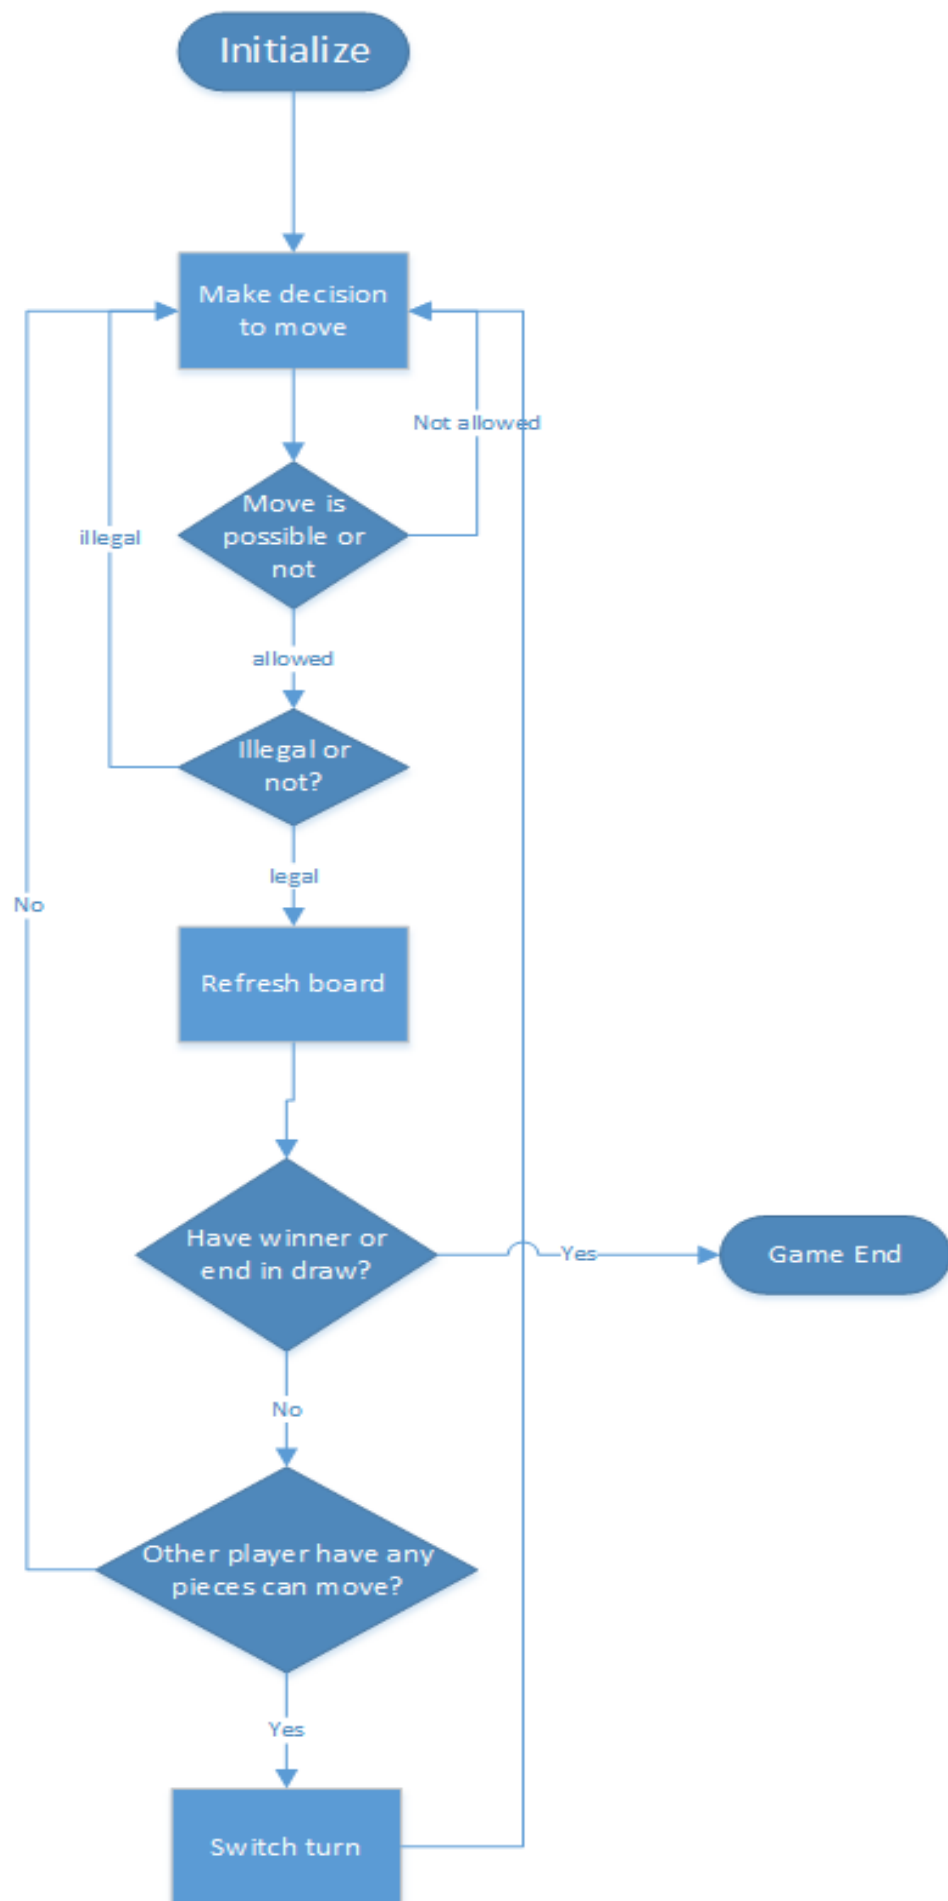 Initialize
Make decision
to move
Not allowed
Move is
possible or
not
illegal
allowed
Illegal or
not?
legal
No
Refresh board
Have winner or
end in draw?
Yes
Game End
No
Other player have any
pieces can move?
Yes
Switch turn